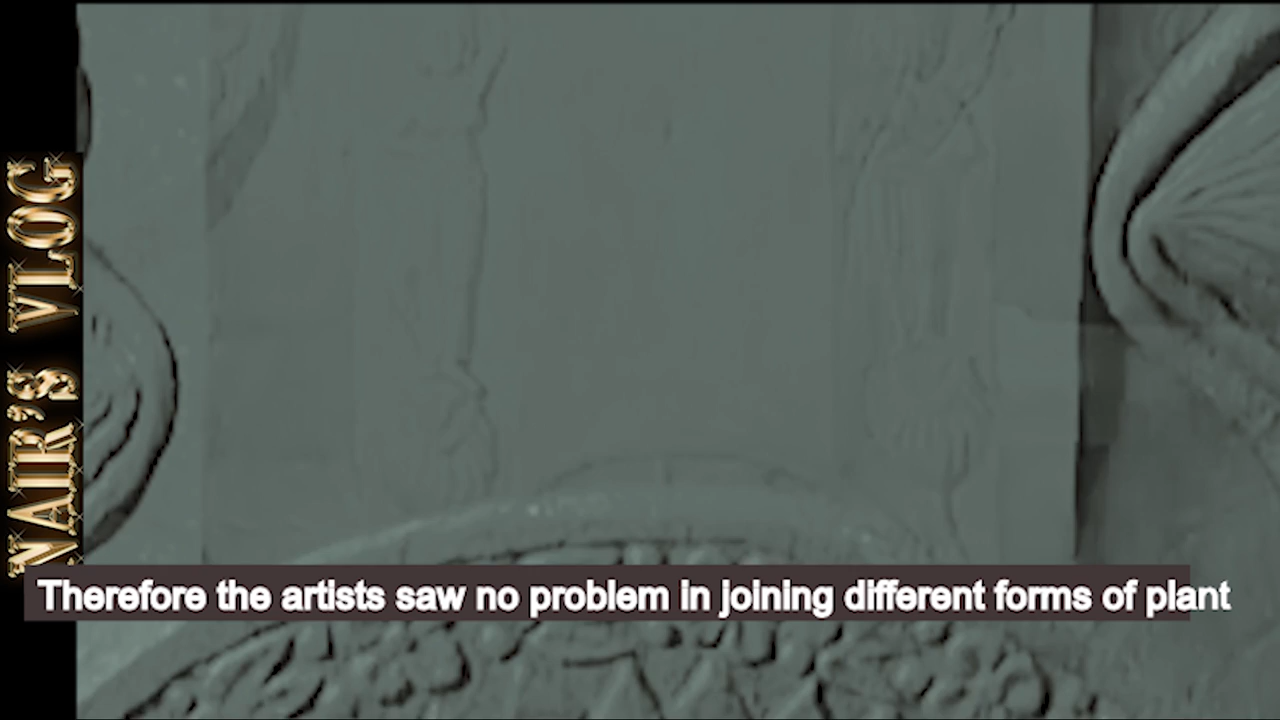 NAIR'S VLOG
Therefore the artists saw no problem in joining different forms of plant